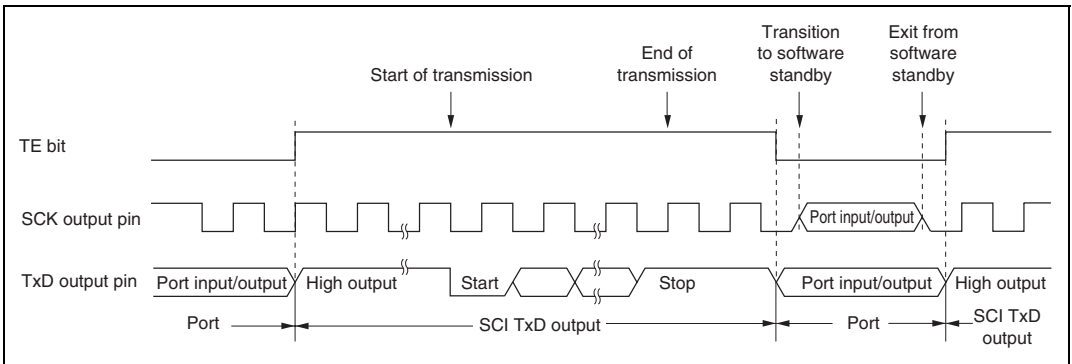 Transition
to software
standby
Exit from
software
standby
Start of transmission
End of
transmission
TE bit
SCK output pin
Port input/output
TxD output pin
Port input/output
High output
Start
Stop
Port input/output
High output
Port
SCI TxD output
Port
SCI TxD
output